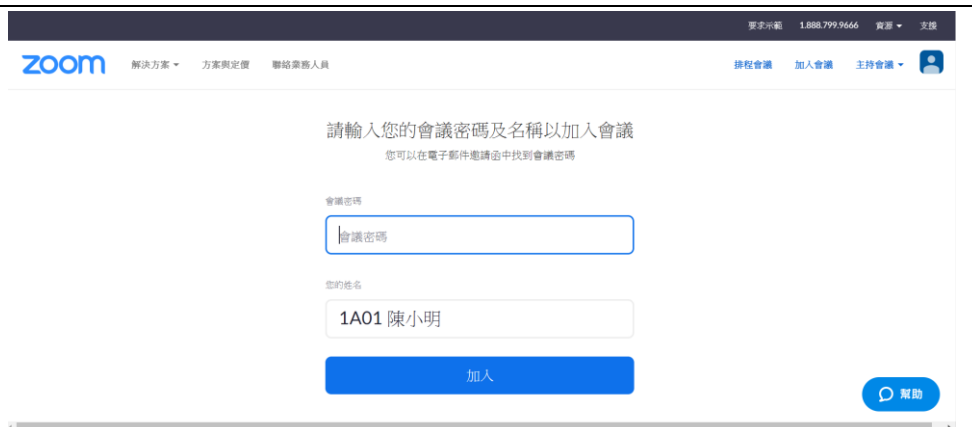 要求示範 1.888.799.9666 資源 支援
zoom 解決方案 方案與定價 聯絡業務人員 排程會議 加入會議 主持會議
請輸入您的會議密碼及名稱以加入會議
您可以在電子郵件邀請函中找到會議密碼
會議密碼
會議密碼
您的姓名
1A01 陳小明
加入
幫助